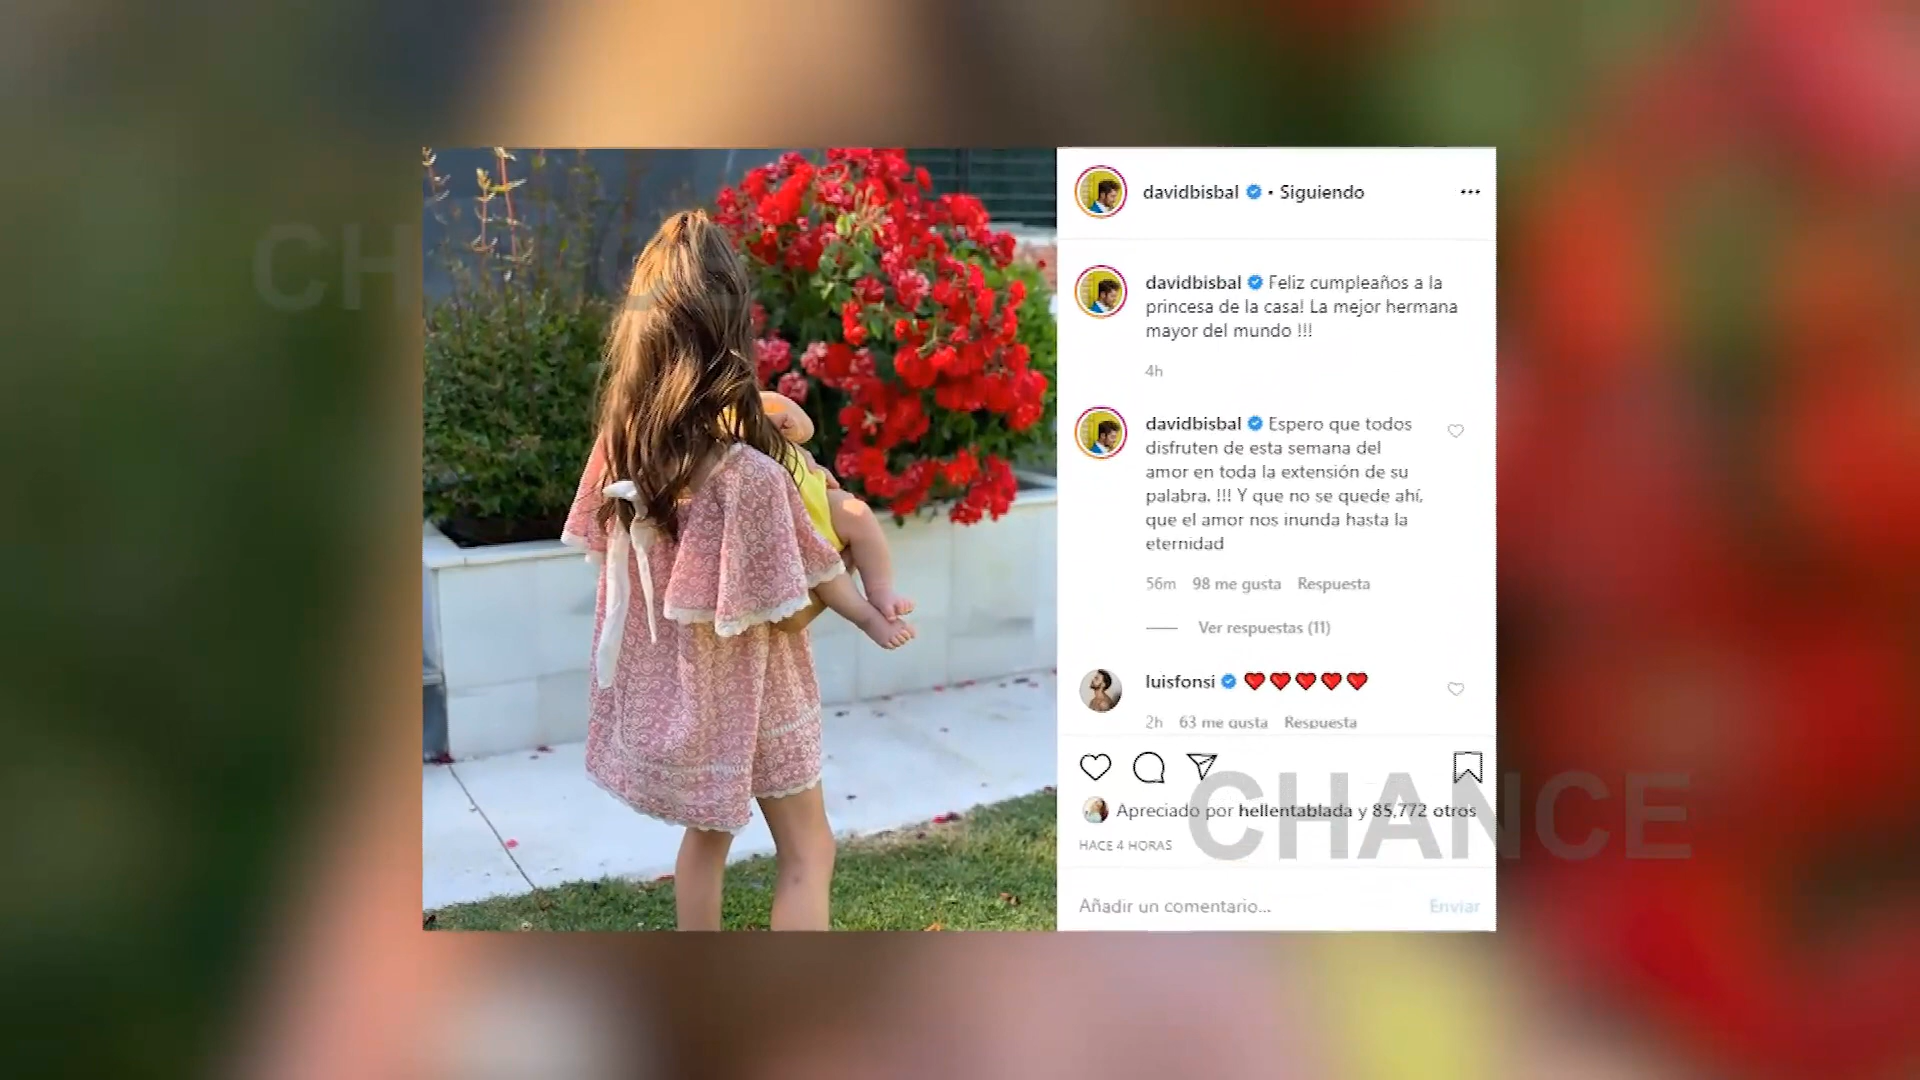 CHANCE
davidbisbal • Siguiendo
davidbisbal Feliz cumpleaños a la
princesa de la casa! La mejor hermana
mayor del mundo !!!
4h
davidbisbal Espero que todos
disfruten de esta semana del
amor en toda la extensión de su
palabra. !!! Y que no se quede ahí,
que el amor nos inunda hasta la
eternidad
56m 98 me gusta Respuesta
Ver respuestas (11)
luisfonsi ❤️❤️❤️❤️❤️
2h 63 me gusta Respuesta
Apreciado por hellentablada y 85,772 otros
HACE 4 HORAS
CHANCE
Añadir un comentario...
Enviar